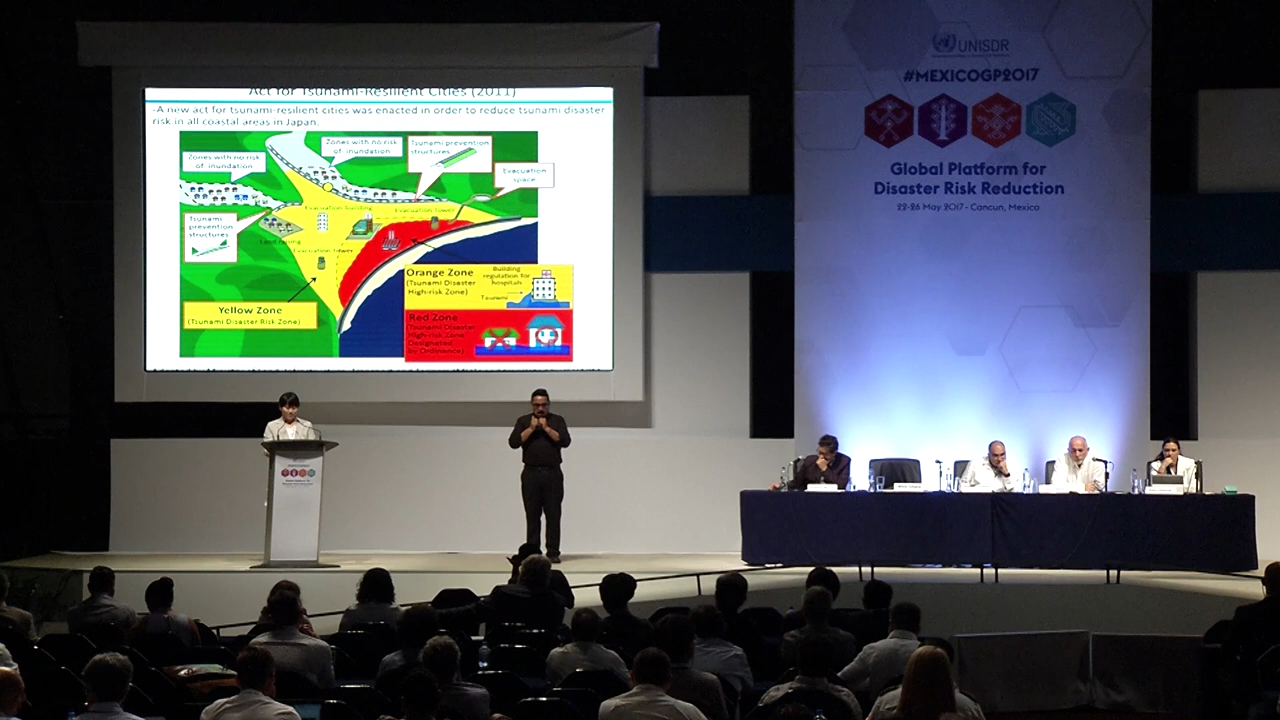 Act for Tsunami-Resilient Cities (2011)
-A new act for tsunami-resilient cities was enacted in order to reduce tsunami disaster
risk in all coastal areas in Japan.
Zones with no risk
of inundation
Zones with no risk
of inundation
Tsunami prevention
structures
Evacuation
space
Tsunami
prevention
structures
Evacuation building
Evacuation tower
Land raising
Evacuation tower
Yellow Zone
(Tsunami Disaster Risk Zone)
Orange Zone
(Tsunami Disaster
High-risk Zone)
Building
regulation for
hospitals
Tsunami
Red Zone
(Tsunami Disaster
High-risk Zone
Designated
by Ordinance)
UNISDR
#MEXICOGP2017
Global Platform for
Disaster Risk Reduction
22-26 May 2017 - Cancun, Mexico